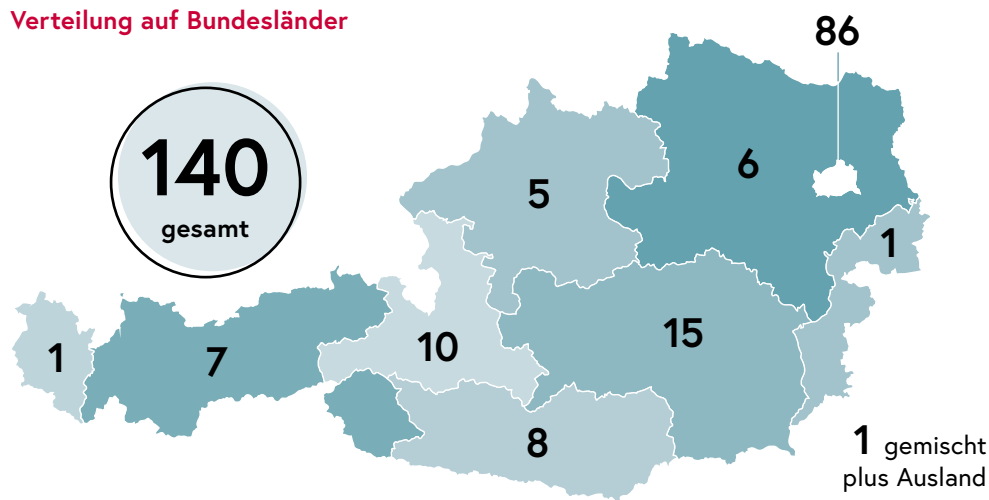 Verteilung auf Bundesländer
86
140
gesamt
6
5
1
15
10
1
7
8
1 gemischt
plus Ausland